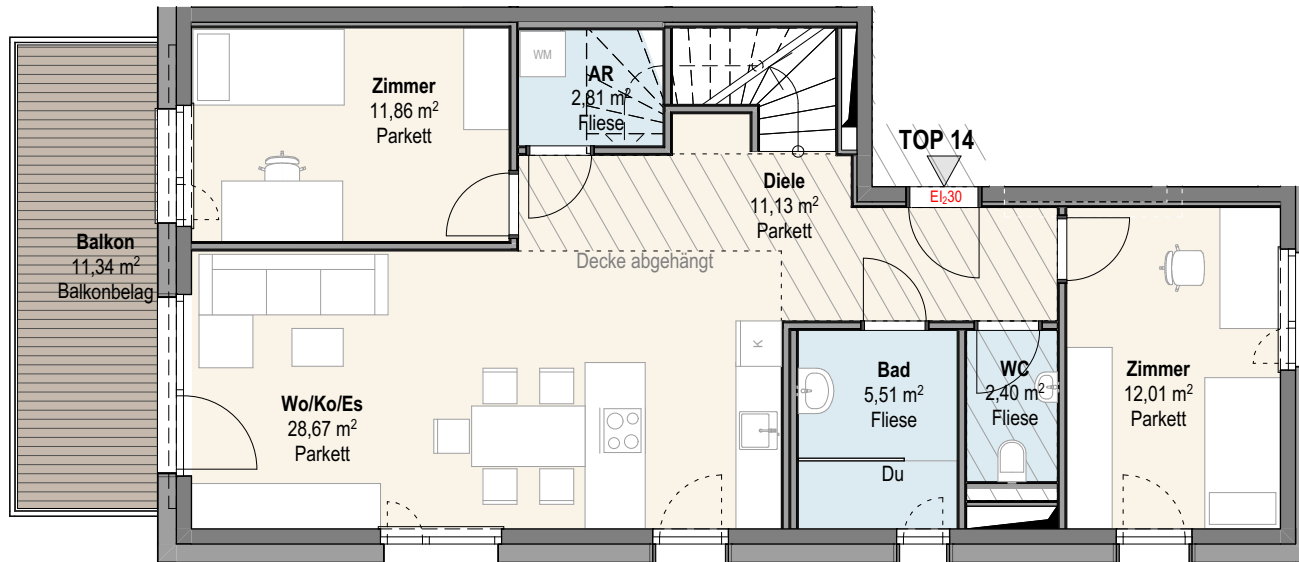 Zimmer
11,86 m²
Parkett
WM
AR
2,81 m²
Fliese
TOP 14
EI₂30
Diele
11,13 m²
Parkett
Decke abgehängt
Balkon
11,34 m²
Balkonbelag
Wo/Ko/Es
28,67 m²
Parkett
K
Bad
5,51 m²
Fliese
Du
WC
2,40 m²
Fliese
Zimmer
12,01 m²
Parkett